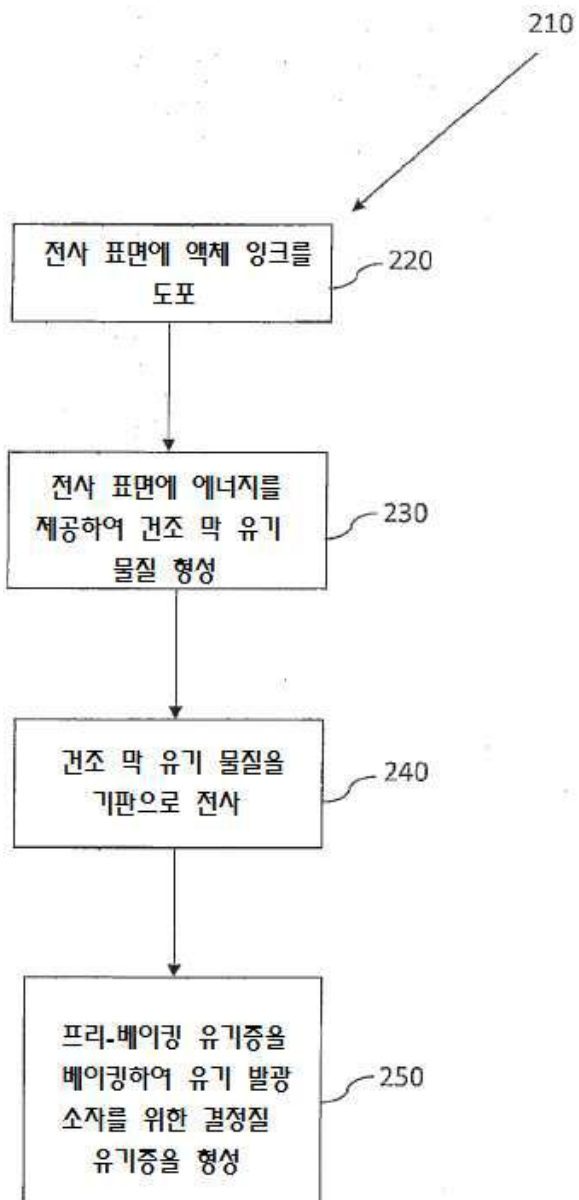 210
전사 표면에 액체 잉크를
도포
220
전사 표면에 에너지를
제공하여 건조 막 유기
물질 형성
230
건조 막 유기 물질을
기판으로 전사
240
프리-베이킹 유기층을
베이킹하여 유기 발광
소자를 위한 결정질
유기층을 형성
250